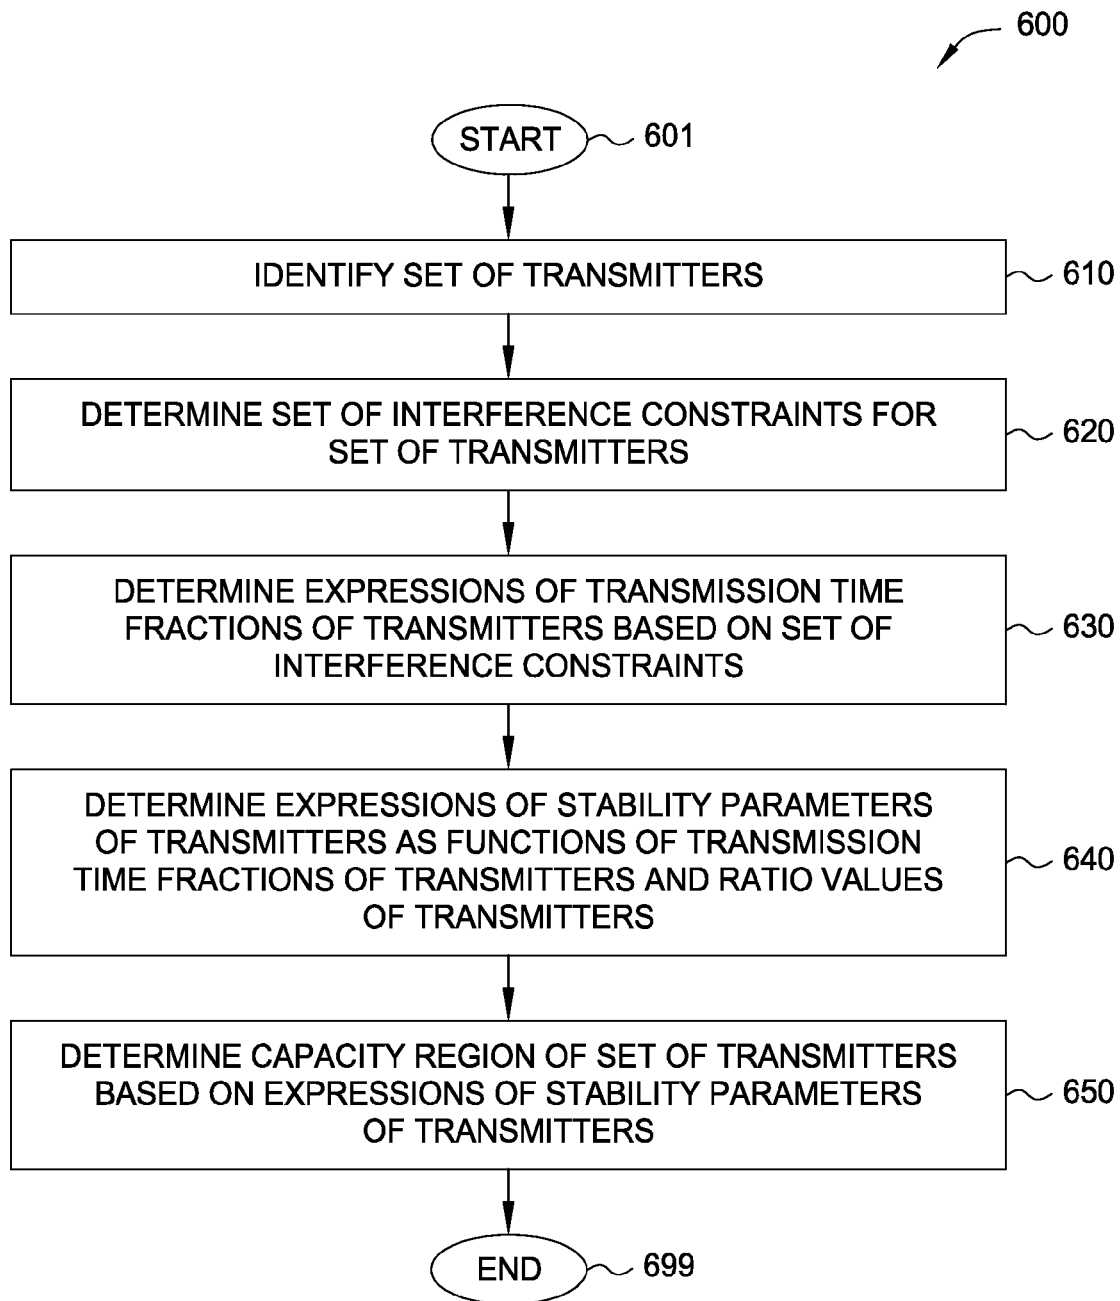 600
START
601
IDENTIFY SET OF TRANSMITTERS
610
DETERMINE SET OF INTERFERENCE CONSTRAINTS FOR
SET OF TRANSMITTERS
620
DETERMINE EXPRESSIONS OF TRANSMISSION TIME
FRACTIONS OF TRANSMITTERS BASED ON SET OF
INTERFERENCE CONSTRAINTS
630
DETERMINE EXPRESSIONS OF STABILITY PARAMETERS
OF TRANSMITTERS AS FUNCTIONS OF TRANSMISSION
TIME FRACTIONS OF TRANSMITTERS AND RATIO VALUES
OF TRANSMITTERS
640
DETERMINE CAPACITY REGION OF SET OF TRANSMITTERS
BASED ON EXPRESSIONS OF STABILITY PARAMETERS
OF TRANSMITTERS
650
END
699